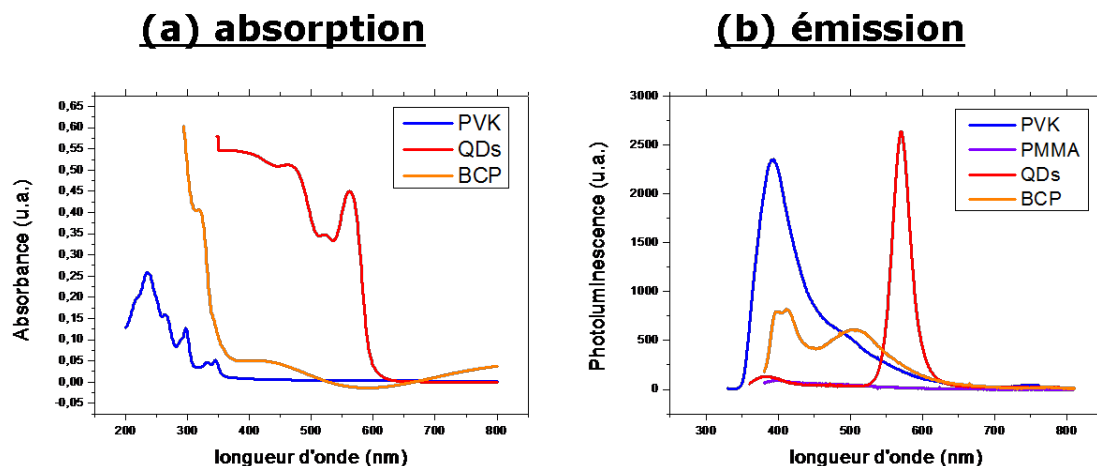 (a) absorption
(b) émission
0,65
0,60
0,55
0,50
0,45
0,40
0,35
0,30
0,25
0,20
0,15
0,10
0,05
0,00
-0,05
Absorbance (u.a.)
PVK
QDs
BCP
200
300
400
500
600
700
800
longueur d'onde (nm)
3000
2500
2000
1500
1000
500
0
Photoluminescence (u.a.)
PVK
PMMA
QDs
BCP
300
400
500
600
700
800
longueur d'onde (nm)